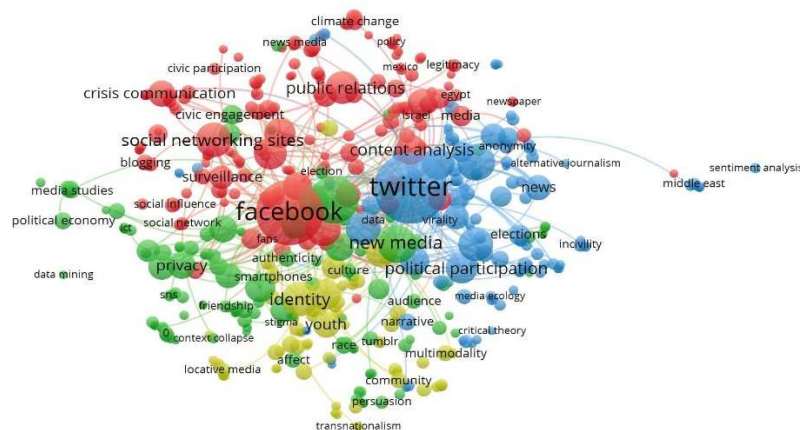 climate change
news media
policy
civic participation
mexico
legitimacy
crisis communication
public relations
egypt
newspaper
civic engagement
israel
media
social networking sites
content analysis
anonymity
blogging
surveillance
election
alternative journalism
sentiment analysis
media studies
twitter
news
middle east
social influence
facebook
political economy
ict
social network
data
virality
elections
fans
new media
incivility
authenticity
data mining
privacy
smartphones
culture
political participation
sns
identity
audience
media ecology
friendship
stigma
youth
narrative
critical theory
0
context collapse
race
tumblr
multimodality
locative media
affect
community
persuasion
transnationalism